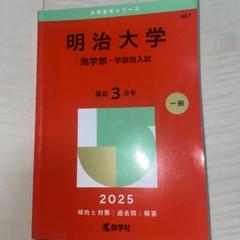 大学赤本シリーズ
407
明治大学
商学部-学部別入試
最近3カ年
一般
2025
傾向と対策｜過去問｜解答
教学社